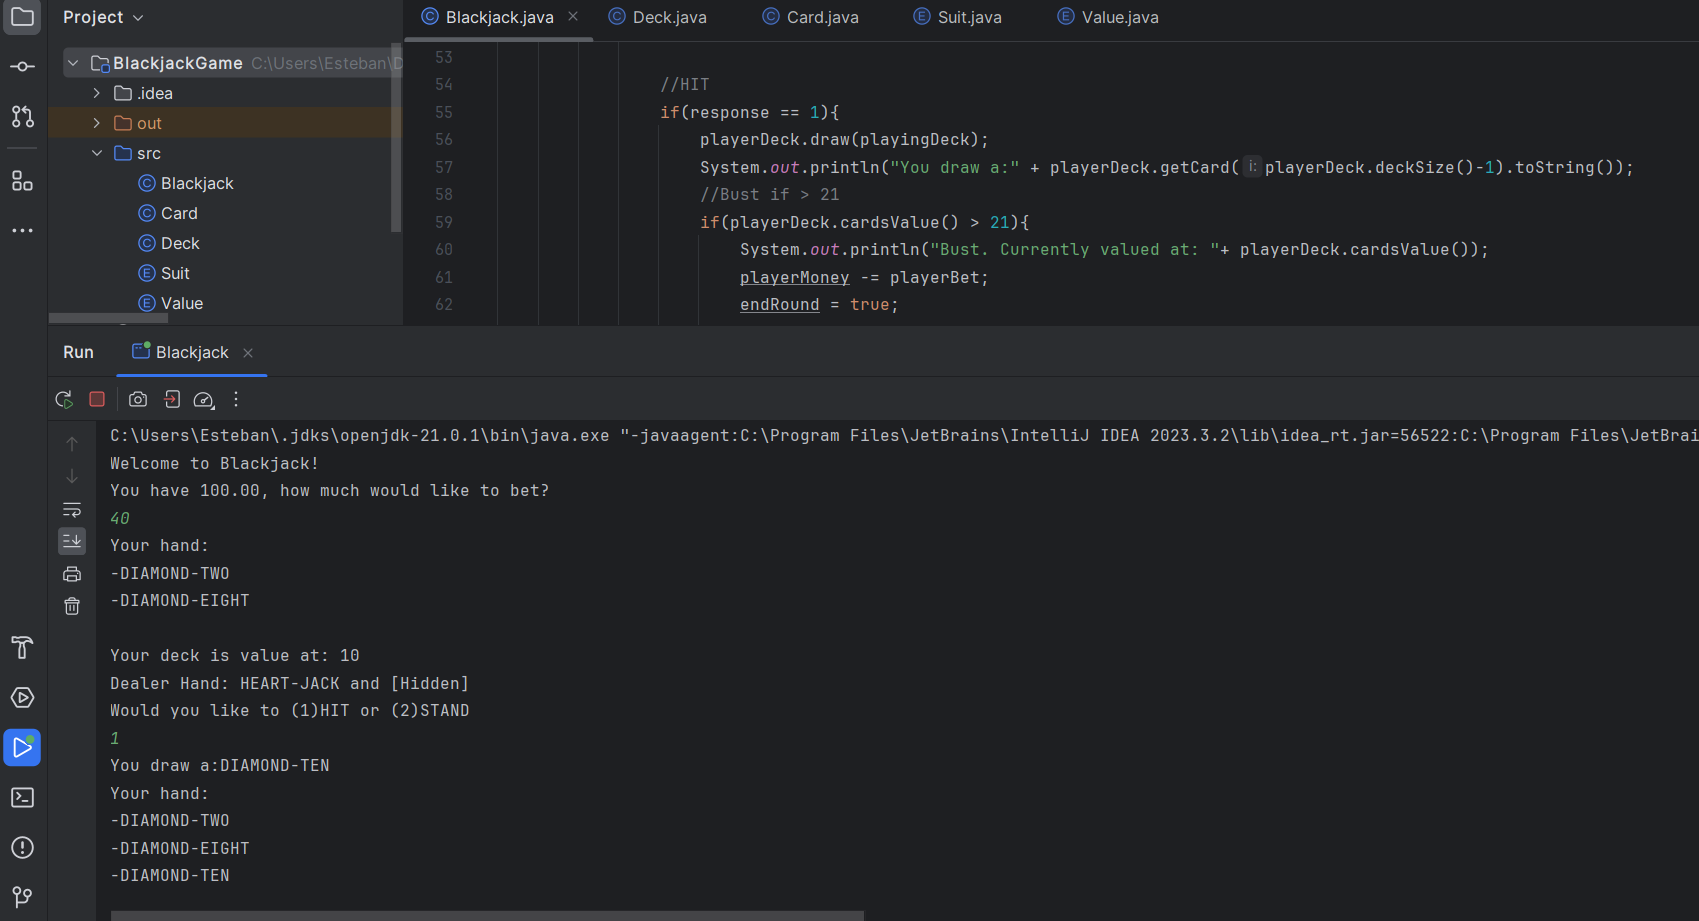 Project
BlackjackGame C:\Users\Esteban\D
.idea
out
src
Blackjack
Card
Deck
Suit
Value
Blackjack.java Deck.java Card.java Suit.java Value.java
53
54 //HIT
55 if(response == 1){
56 playerDeck.draw(playingDeck);
57 System.out.println("You draw a:" + playerDeck.getCard( i: playerDeck.deckSize()-1).toString());
58 //Bust if > 21
59 if(playerDeck.cardsValue() > 21){
60 System.out.println("Bust. Currently valued at: "+ playerDeck.cardsValue());
61 playerMoney -= playerBet;
62 endRound = true;
Run Blackjack
C:\Users\Esteban\.jdks\openjdk-21.0.1\bin\java.exe "-javaagent:C:\Program Files\JetBrains\IntelliJ IDEA 2023.3.2\lib\idea_rt.jar=56522:C:\Program Files\JetBrai
Welcome to Blackjack!
You have 100.00, how much would like to bet?
40
Your hand:
-DIAMOND-TWO
-DIAMOND-EIGHT
Your deck is value at: 10
Dealer Hand: HEART-JACK and [Hidden]
Would you like to (1)HIT or (2)STAND
1
You draw a:DIAMOND-TEN
Your hand:
-DIAMOND-TWO
-DIAMOND-EIGHT
-DIAMOND-TEN